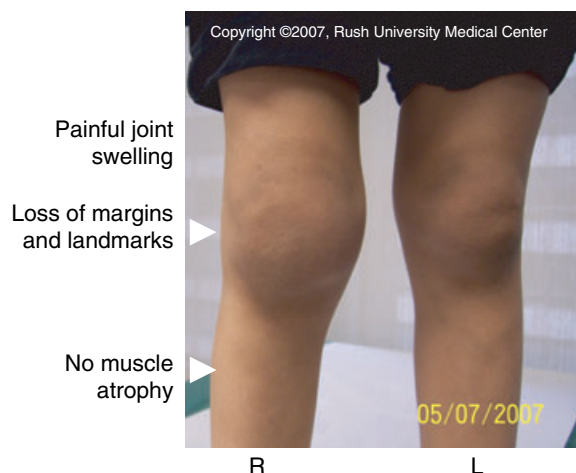 Copyright ©2007, Rush University Medical Center
Painful joint
swelling
Loss of margins
and landmarks
No muscle
atrophy
05/07/2007
R
L